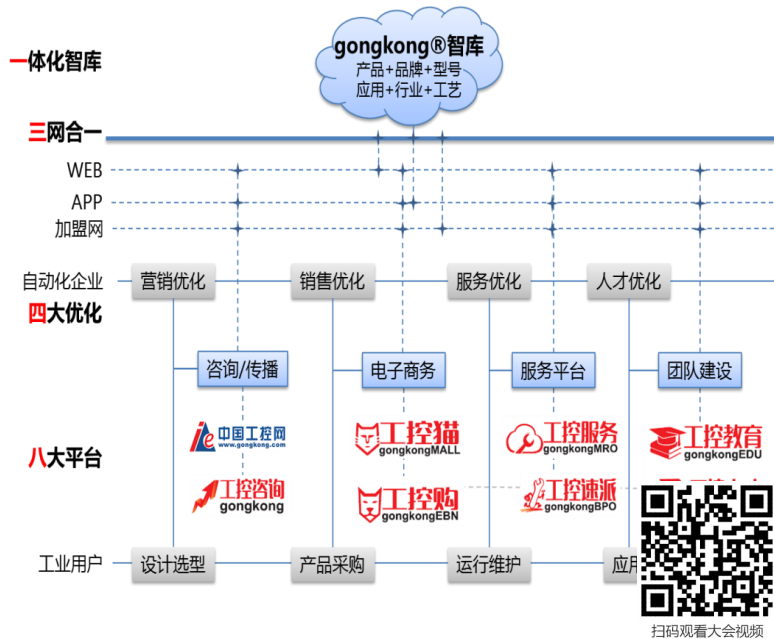 gongkong®智库
产品+品牌+型号
应用+行业+工艺
一体化智库
三网合一
WEB
APP
加盟网
自动化企业
营销优化
销售优化
服务优化
人才优化
四大优化
咨询/传播
电子商务
服务平台
团队建设
中国工控网
www.gongkong.com
工控猫
gongkongMALL
工控服务
gongkongMRO
工控教育
gongkongEDU
八大平台
工控咨询
gongkong
工控购
gongkongEBN
工控速派
gongkongBPO
工业用户
设计选型
产品采购
运行维护
应用
扫码观看大会视频